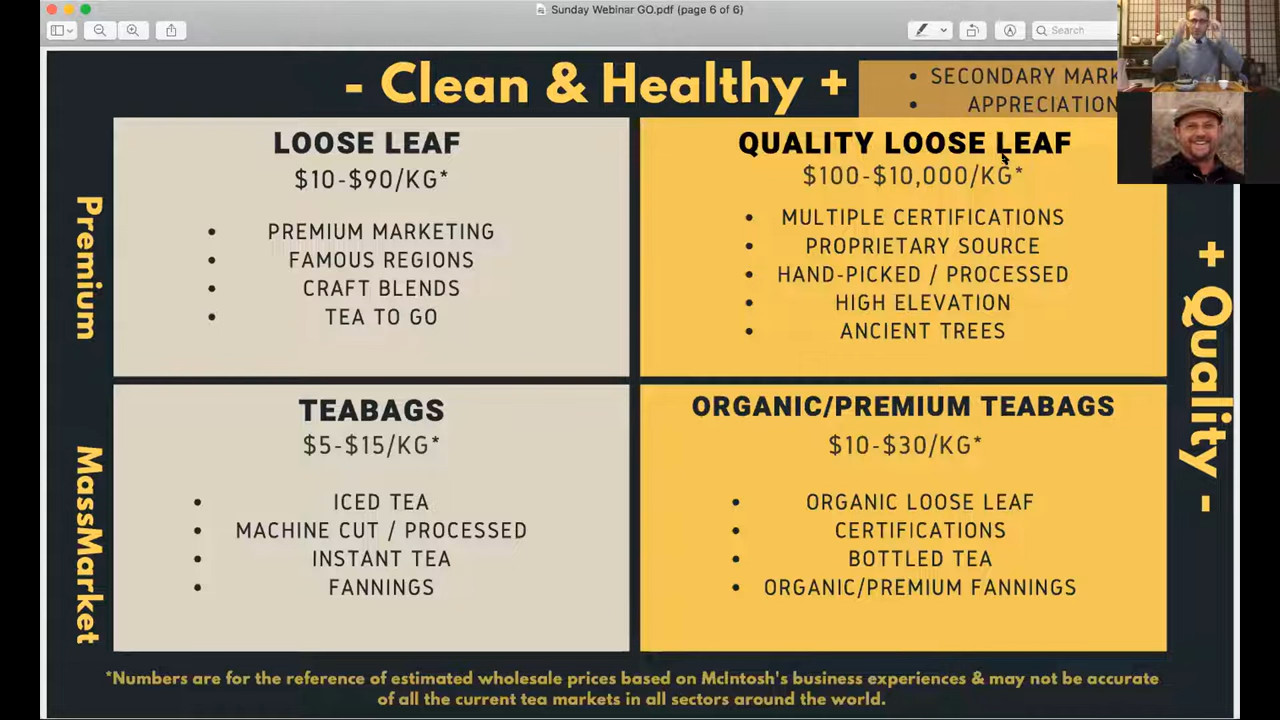 Sunday Webinar GO.pdf (page 6 of 6)
Search
- Clean & Healthy +
• SECONDARY MARK
• APPRECIATION
Premium
LOOSE LEAF
$10-$90/KG*
• PREMIUM MARKETING
• FAMOUS REGIONS
• CRAFT BLENDS
• TEA TO GO
QUALITY LOOSE LEAF
$100-$10,000/KG*
• MULTIPLE CERTIFICATIONS
• PROPRIETARY SOURCE
• HAND-PICKED / PROCESSED
• HIGH ELEVATION
• ANCIENT TREES
+ Quality -
MassMarket
TEABAGS
$5-$15/KG*
• ICED TEA
• MACHINE CUT / PROCESSED
• INSTANT TEA
• FANNINGS
ORGANIC/PREMIUM TEABAGS
$10-$30/KG*
• ORGANIC LOOSE LEAF
• CERTIFICATIONS
• BOTTLED TEA
• ORGANIC/PREMIUM FANNINGS
*Numbers are for the reference of estimated wholesale prices based on McIntosh's business experiences & may not be accurate
of all the current tea markets in all sectors around the world.